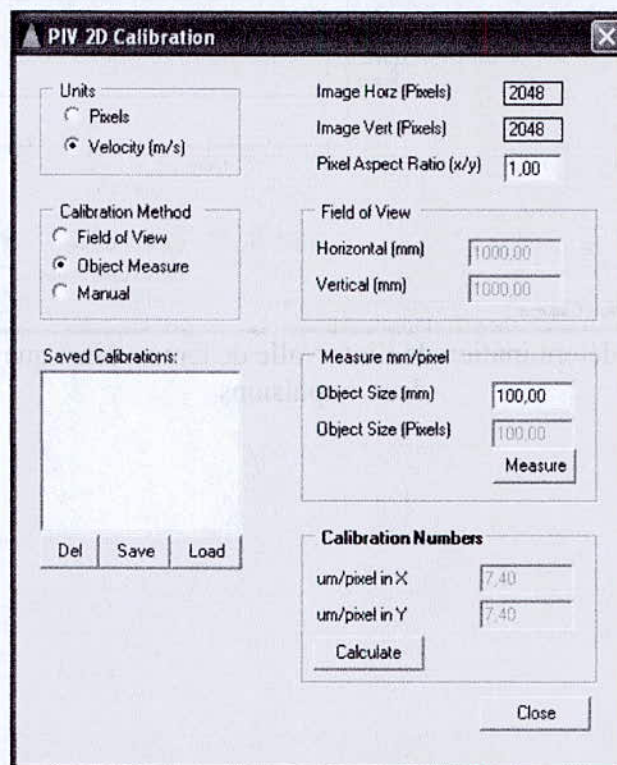 PIV 2D Calibration
Units
Pixels
Velocity (m/s)
Image Horz (Pixels) 2048
Image Vert (Pixels) 2048
Pixel Aspect Ratio (x/y) 1,00
Calibration Method
Field of View
Object Measure
Manual
Field of View
Horizontal (mm) 1000,00
Vertical (mm) 1000,00
Saved Calibrations:
Del Save Load
Measure mm/pixel
Object Size (mm) 100,00
Object Size (Pixels) 100,00
Measure
Calibration Numbers
um/pixel in X 7,40
um/pixel in Y 7,40
Calculate
Close